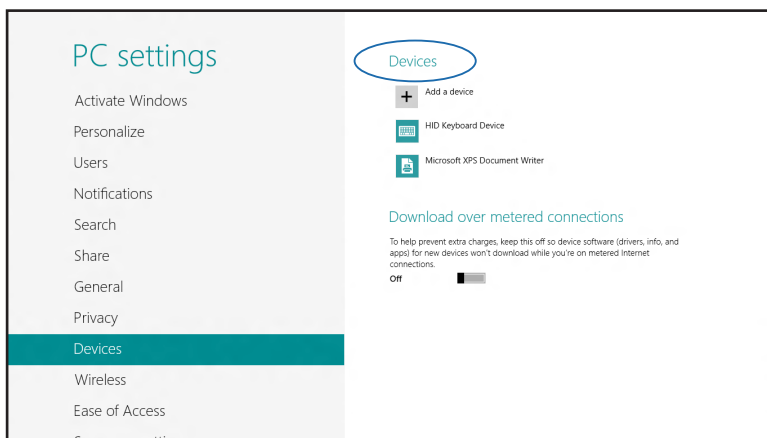 PC settings
Activate Windows
Personalize
Users
Notifications
Search
Share
General
Privacy
Devices
Wireless
Ease of Access
Devices
Add a device
HID Keyboard Device
Microsoft XPS Document Writer
Download over metered connections
To help prevent extra charges, keep this off so device software (drivers, info, and
apps) for new devices won't download while you're on metered Internet
connections.
Off